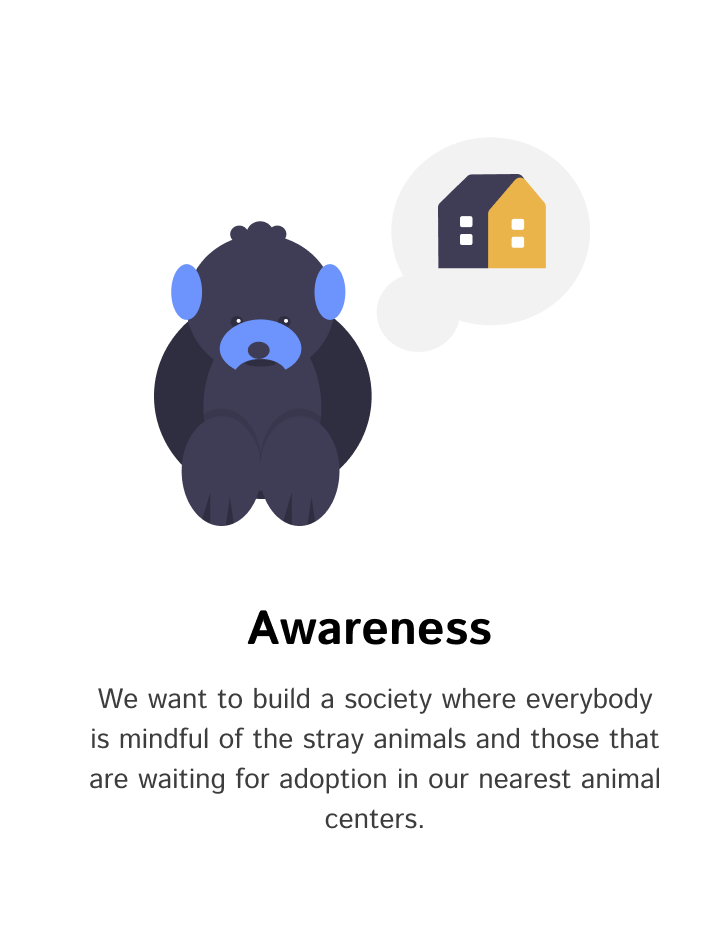 Awareness
We want to build a society where everybody
is mindful of the stray animals and those that
are waiting for adoption in our nearest animal
centers.